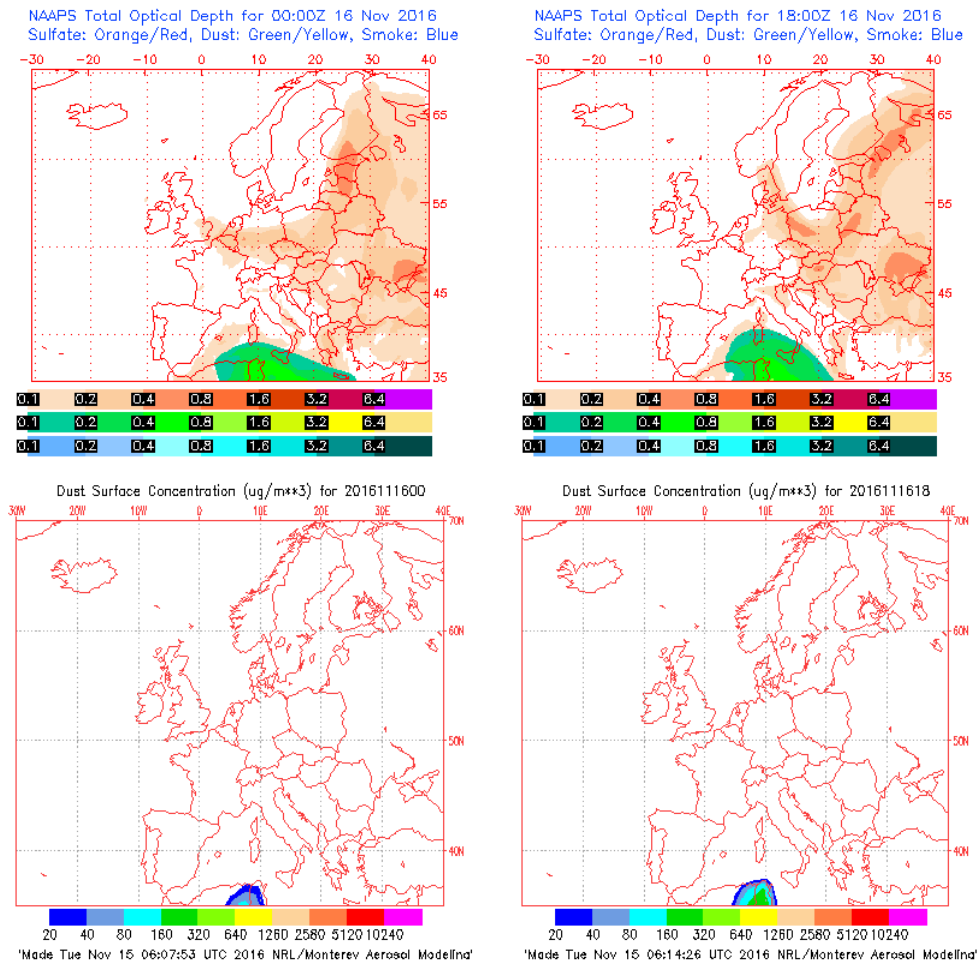 NAAPS Total Optical Depth for 00:00Z 16 Nov 2016
Sulfate: Orange/Red, Dust: Green/Yellow, Smoke: Blue
-30 -20 -10 0 10 20 30 40
65
55
45
35
0.1 0.2 0.4 0.8 1.6 3.2 6.4
0.1 0.2 0.4 0.8 1.6 3.2 6.4
0.1 0.2 0.4 0.8 1.6 3.2 6.4
NAAPS Total Optical Depth for 18:00Z 16 Nov 2016
Sulfate: Orange/Red, Dust: Green/Yellow, Smoke: Blue
-30 -20 -10 0 10 20 30 40
65
55
45
35
0.1 0.2 0.4 0.8 1.6 3.2 6.4
0.1 0.2 0.4 0.8 1.6 3.2 6.4
0.1 0.2 0.4 0.8 1.6 3.2 6.4
Dust Surface Concentration (ug/m**3) for 2016111600
30W 20W 10W 0 10E 20E 30E 40E
70N
60N
50N
40N
20 40 80 160 320 640 1260 2580 5120 10240
'Made Tue Nov 15 06:07:53 UTC 2016 NRL/Monterey Aerosol Modeling'
Dust Surface Concentration (ug/m**3) for 2016111618
30W 20W 10W 0 10E 20E 30E 40E
70N
60N
50N
40N
20 40 80 160 320 640 1260 2580 5120 10240
'Made Tue Nov 15 06:14:26 UTC 2016 NRL/Monterey Aerosol Modeling'